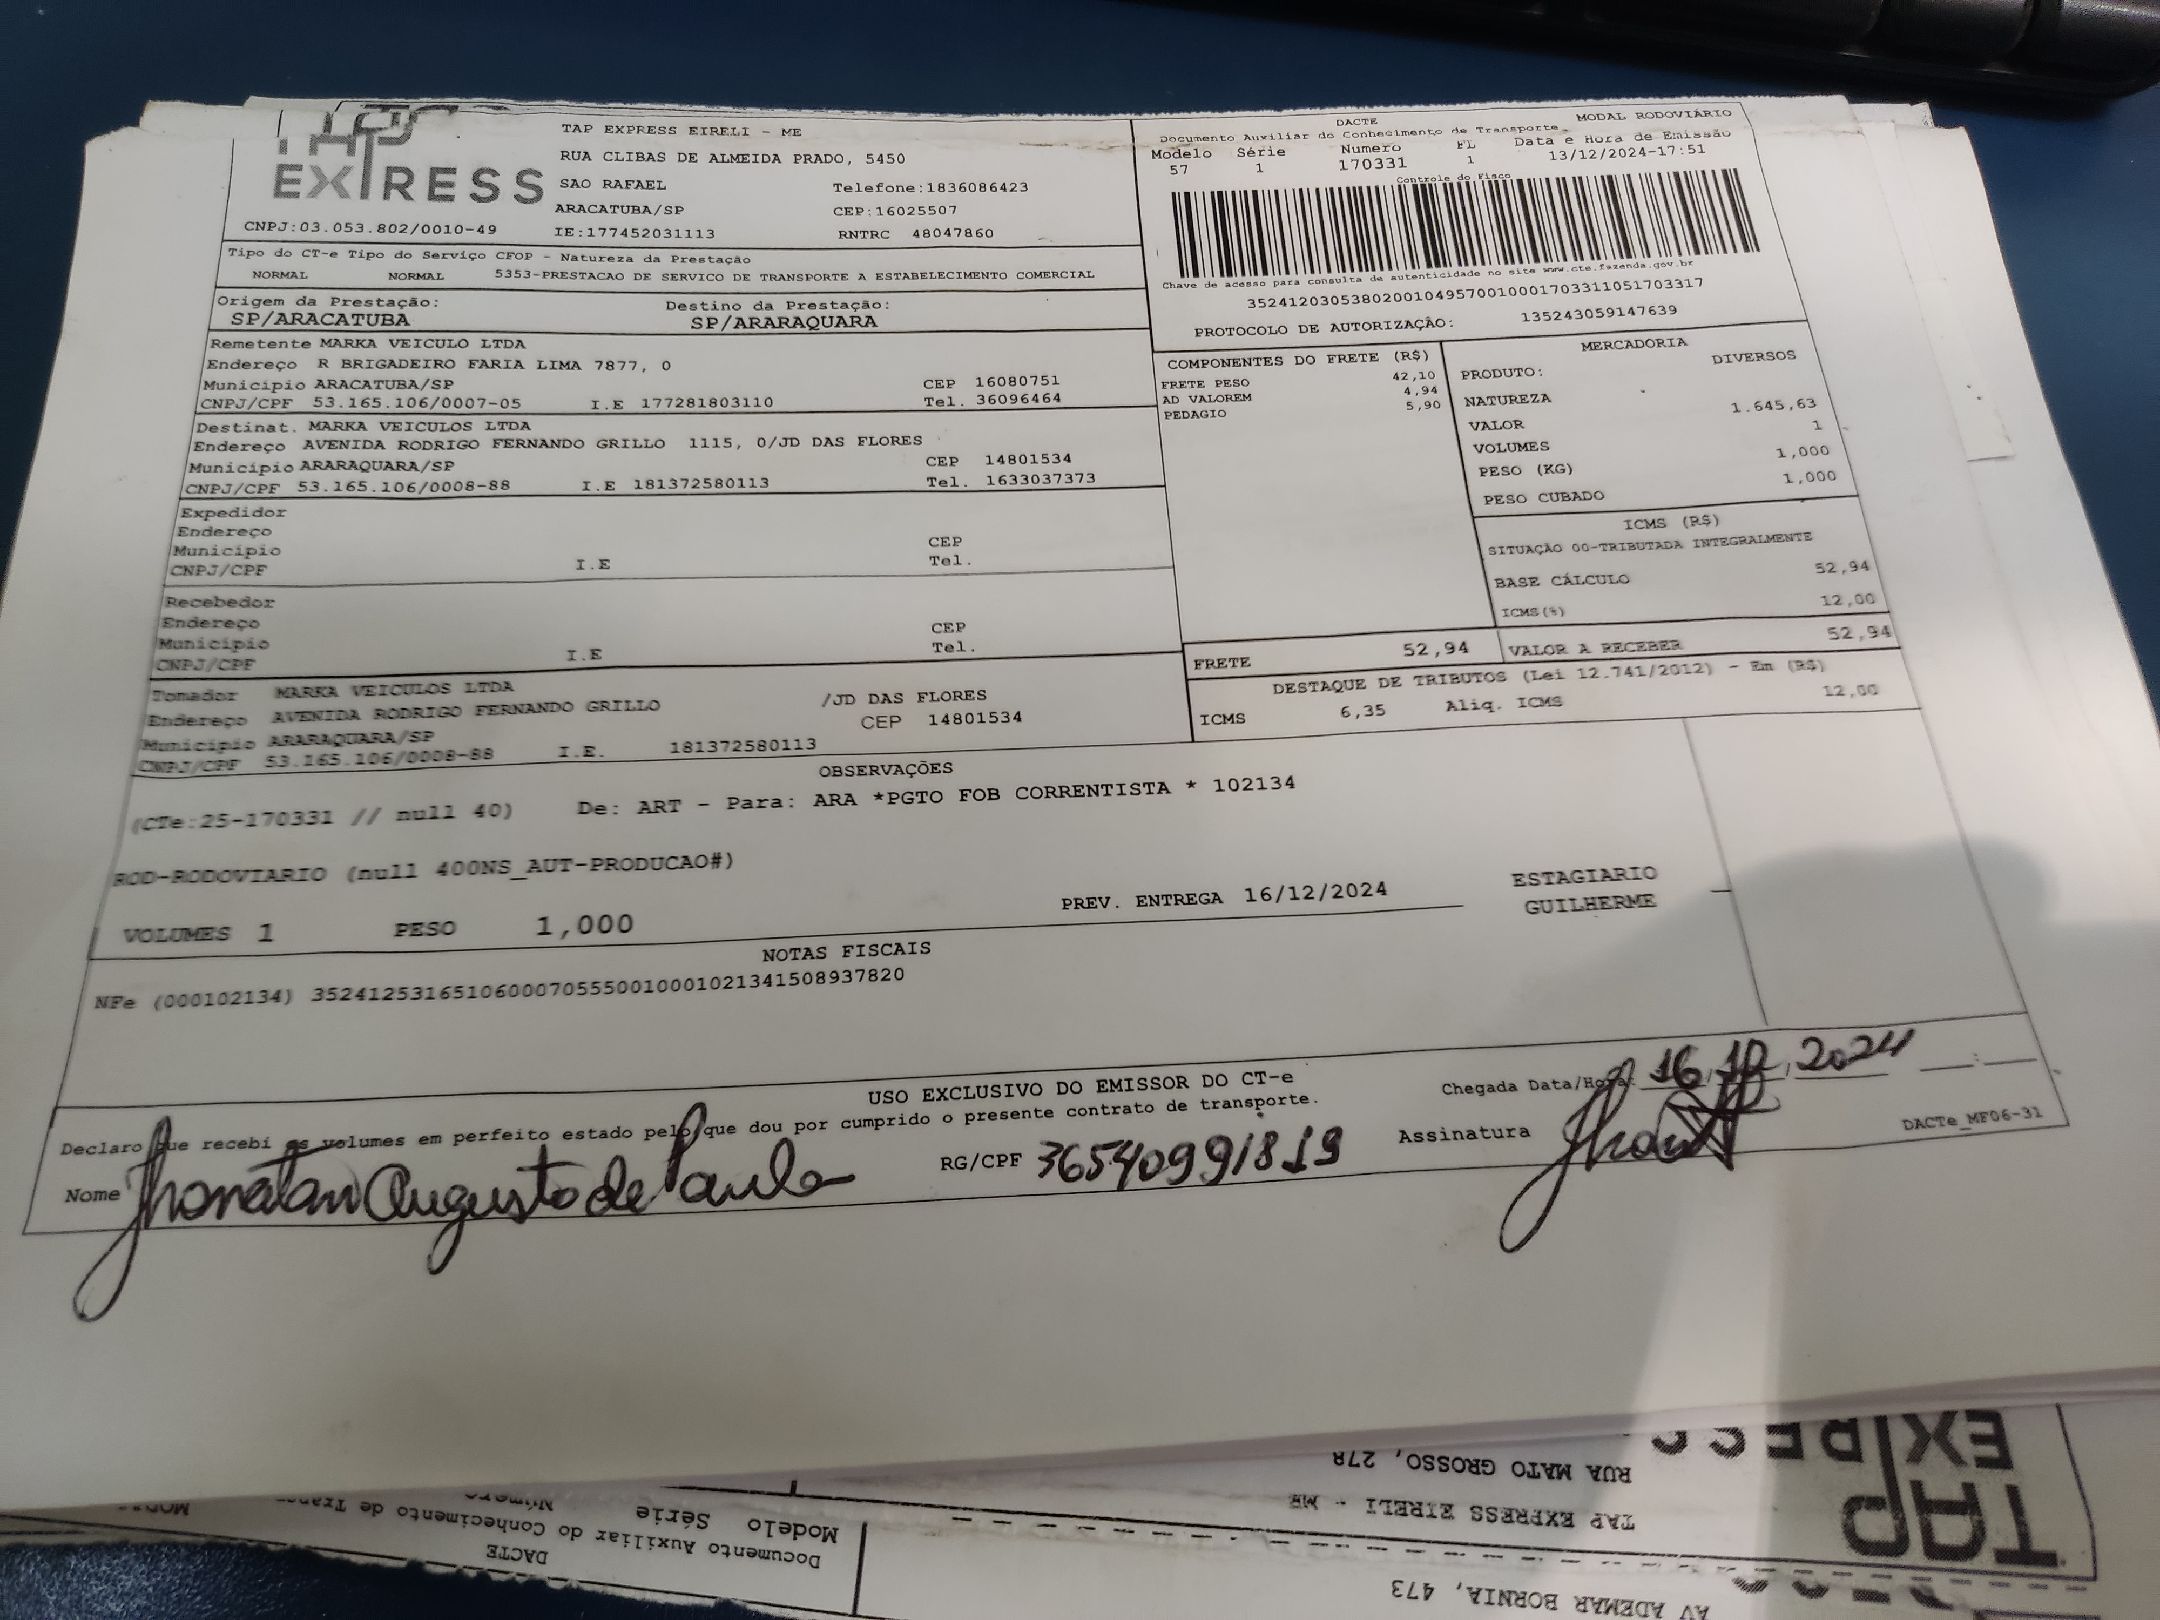 TAP
EXPRESS
TAP EXPRESS EIRELI - ME
RUA CLIBAS DE ALMEIDA PRADO, 5450
SAO RAFAEL Telefone:1836086423
ARACATUBA/SP CEP:16025507
CNPJ:03.053.802/0010-49 IE:177452031113 RNTRC 48047860
DACTE MODAL RODOVIÁRIO
Documento Auxiliar do Conhecimento de Transporte
Modelo Série Numero FL Data e Hora de Emissão
57 1 170331 1 13/12/2024-17:51
Controle do Fisco
Chave de acesso para consulta de autenticidade no site www.cte.fazenda.gov.br
35241203053802001049570010001703311051703317
PROTOCOLO DE AUTORIZAÇÃO: 135243059147639
Tipo do CT-e Tipo do Serviço CFOP - Natureza da Prestação
NORMAL NORMAL 5353-PRESTACAO DE SERVICO DE TRANSPORTE A ESTABELECIMENTO COMERCIAL
Origem da Prestação: Destino da Prestação:
SP/ARACATUBA SP/ARARAQUARA
Remetente MARKA VEICULO LTDA
Endereço R BRIGADEIRO FARIA LIMA 7877, 0
Município ARACATUBA/SP CEP 16080751
CNPJ/CPF 53.165.106/0007-05 I.E 177281803110 Tel. 36096464
Destinat. MARKA VEICULOS LTDA
Endereço AVENIDA RODRIGO FERNANDO GRILLO 1115, 0/JD DAS FLORES
Município ARARAQUARA/SP CEP 14801534
CNPJ/CPF 53.165.106/0008-88 I.E 181372580113 Tel. 1633037373
Expedidor
Endereço
Município CEP
CNPJ/CPF I.E Tel.
Recebedor
Endereço
Município CEP
CNPJ/CPF I.E Tel.
Tomador MARKA VEICULOS LTDA
Endereço AVENIDA RODRIGO FERNANDO GRILLO /JD DAS FLORES
Município ARARAQUARA/SP CEP 14801534
CNPJ/CPF 53.165.106/0008-88 I.E. 181372580113
COMPONENTES DO FRETE (R$)
FRETE PESO 42,10
AD VALOREM 4,94
PEDAGIO 5,90
MERCADORIA
PRODUTO: DIVERSOS
NATUREZA
VALOR 1.645,63
VOLUMES 1
PESO (KG) 1,000
PESO CUBADO 1,000
ICMS (R$)
SITUAÇÃO 00-TRIBUTADA INTEGRALMENTE
BASE CÁLCULO 52,94
ICMS(%) 12,00
FRETE 52,94 VALOR A RECEBER 52,94
DESTAQUE DE TRIBUTOS (Lei 12.741/2012) - Em (R$)
ICMS 6,35 Aliq. ICMS 12,00
OBSERVAÇÕES
(CTe:25-170331 // null 40) De: ART - Para: ARA *PGTO FOB CORRENTISTA * 102134
ROD-RODOVIARIO (null 400NS_AUT-PRODUCAO#)
VOLUMES 1 PESO 1,000 PREV. ENTREGA 16/12/2024 ESTAGIARIO
GUILHERME
NOTAS FISCAIS
NFe (000102134) 35241253165106000705550010001021341508937820
USO EXCLUSIVO DO EMISSOR DO CT-e
Declaro que recebi os volumes em perfeito estado pelo que dou por cumprido o presente contrato de transporte.
Chegada Data/Hora: 16/12/2024
Nome Jhonatan Augusto de Paula RG/CPF 36540991819 Assinatura
DACTe_MF06-31
TAP
EXPRESS
RUA MATO GROSSO, 278
TAP EXPRESS EIRELI - ME
AV ADEMAR BORNIA, 473
DACTE
Documento Auxiliar do Conhecimento de
Modelo Série Número